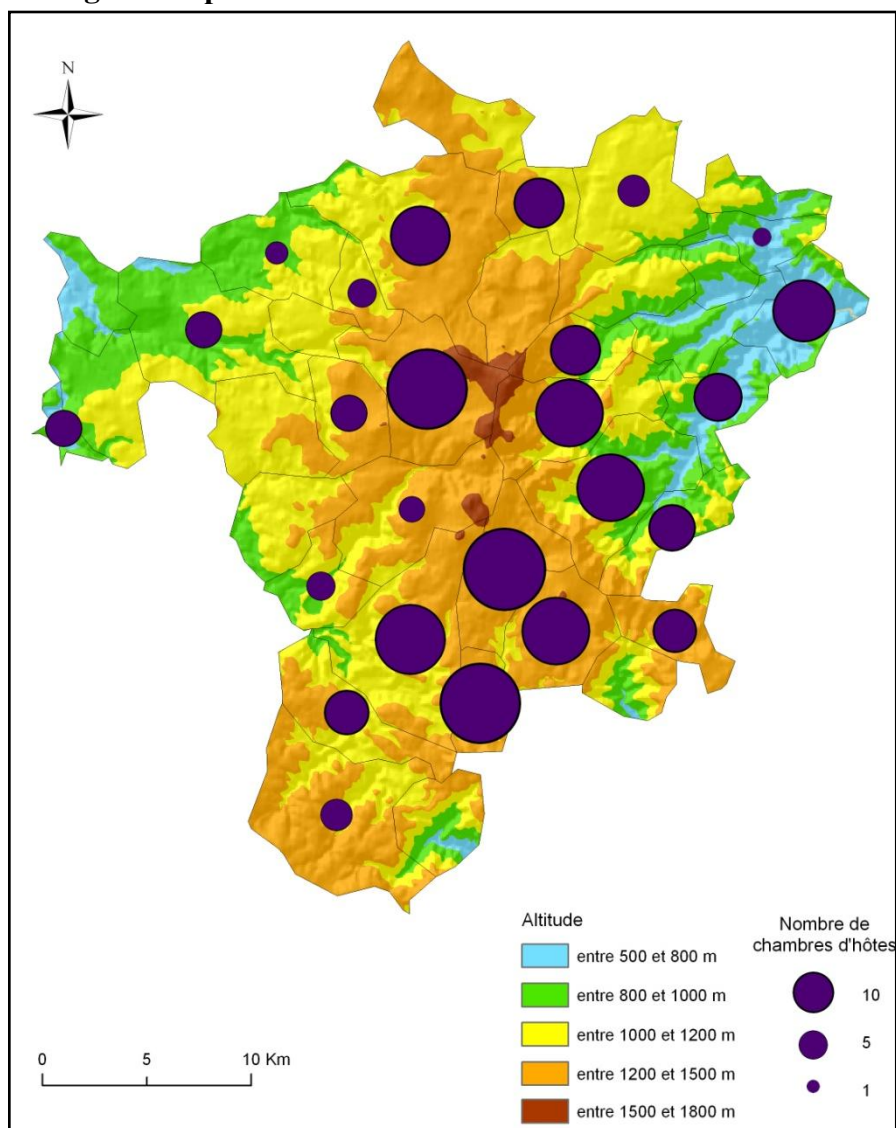 N
Altitude
entre 500 et 800 m
entre 800 et 1000 m
entre 1000 et 1200 m
entre 1200 et 1500 m
entre 1500 et 1800 m
Nombre de
chambres d'hôtes
10
5
1
0 5 10 Km